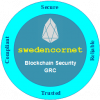 Secure
Compliant
Reliable
swedencornet
Blockchain Security
GRC
Trusted